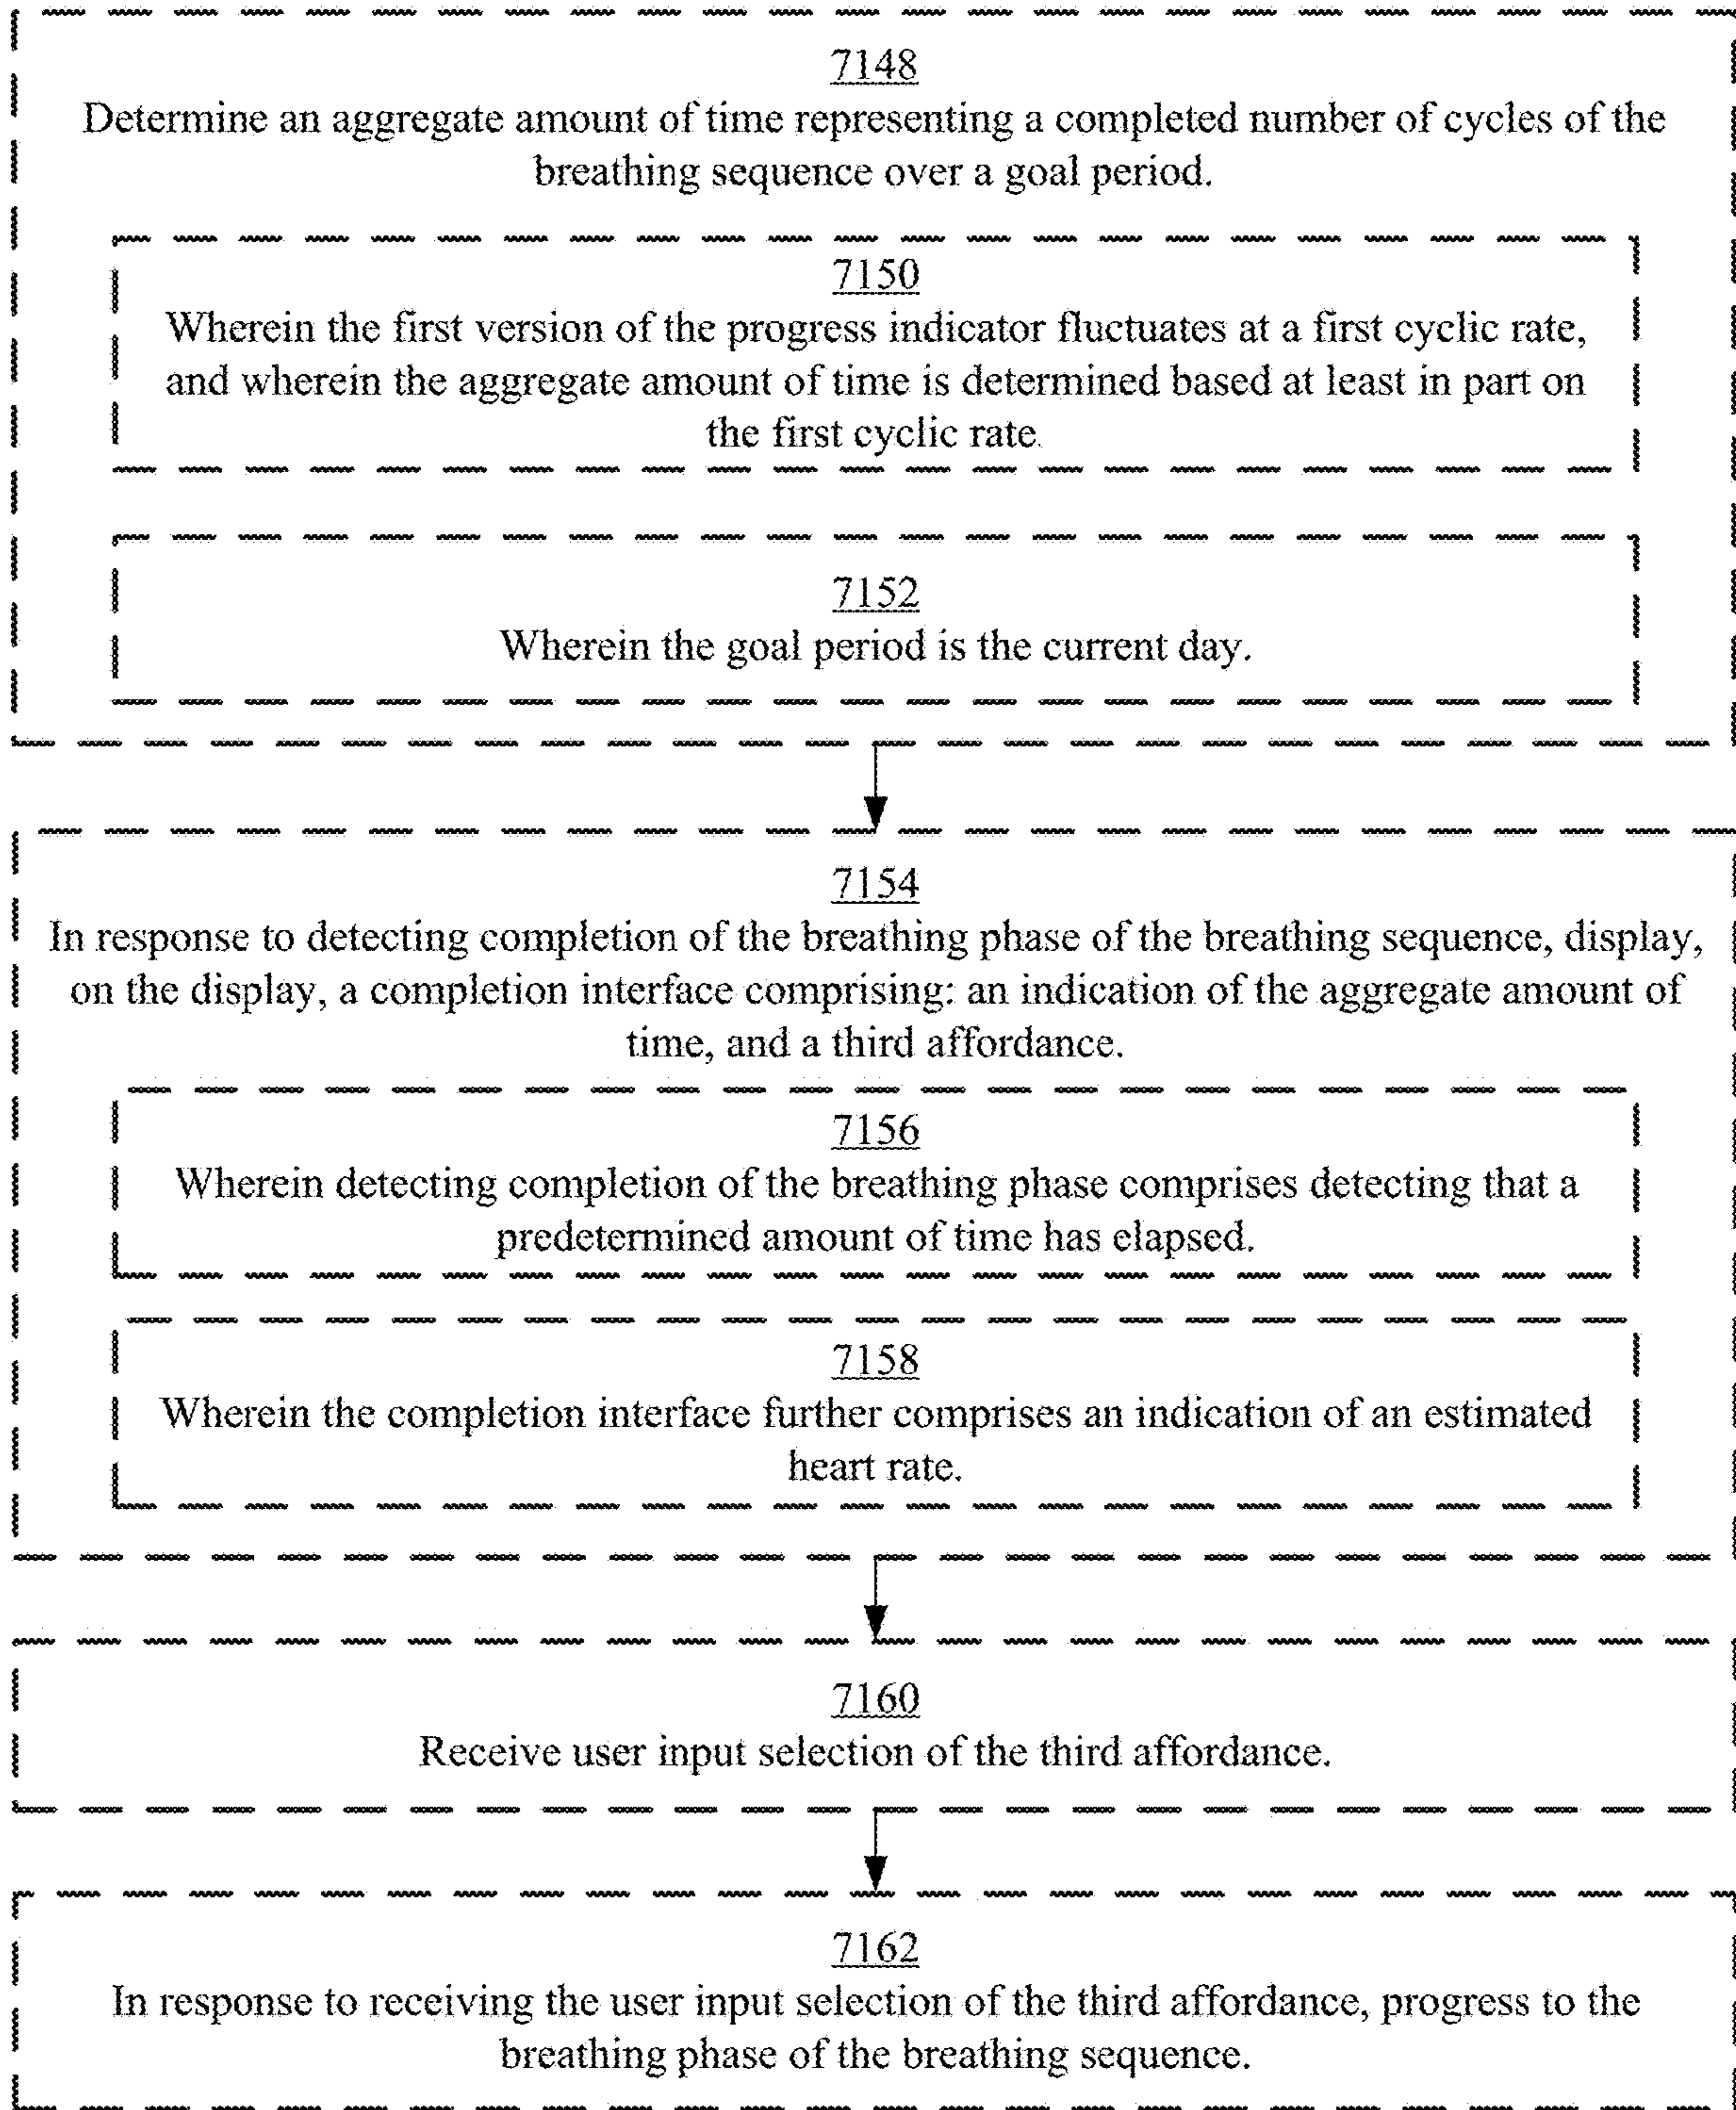 7148
Determine an aggregate amount of time representing a completed number of cycles of the
breathing sequence over a goal period.
7150
Wherein the first version of the progress indicator fluctuates at a first cyclic rate,
and wherein the aggregate amount of time is determined based at least in part on
the first cyclic rate.
7152
Wherein the goal period is the current day.
7154
In response to detecting completion of the breathing phase of the breathing sequence, display,
on the display, a completion interface comprising: an indication of the aggregate amount of
time, and a third affordance.
7156
Wherein detecting completion of the breathing phase comprises detecting that a
predetermined amount of time has elapsed.
7158
Wherein the completion interface further comprises an indication of an estimated
heart rate.
7160
Receive user input selection of the third affordance.
7162
In response to receiving the user input selection of the third affordance, progress to the
breathing phase of the breathing sequence.